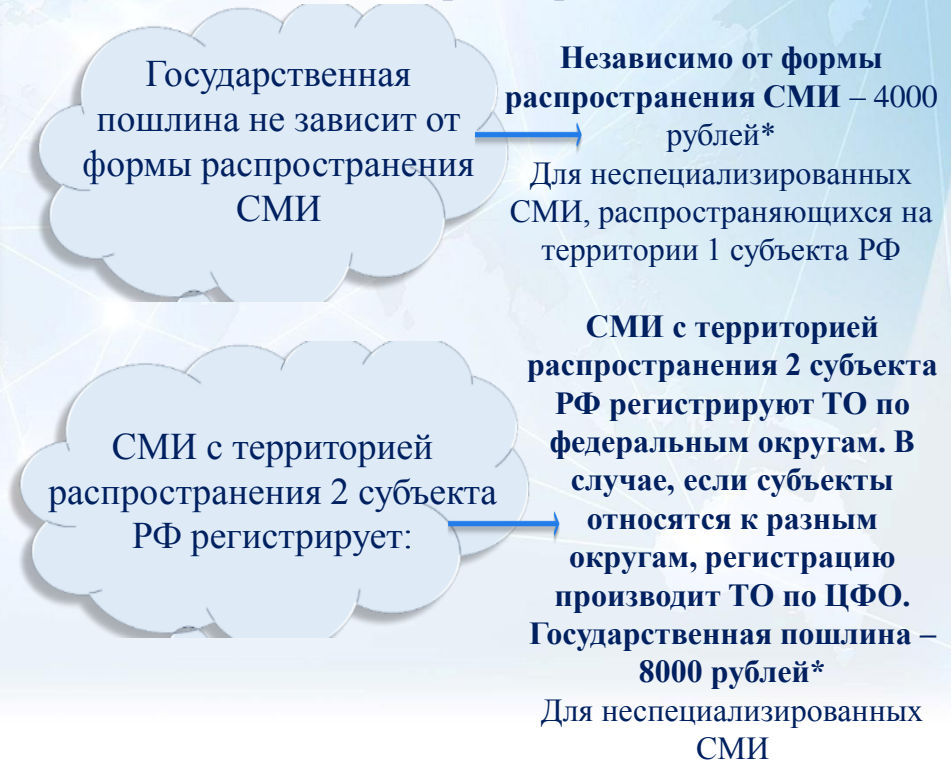 Государственная
пошлина не зависит от
формы распространения
СМИ
Независимо от формы
распространения СМИ – 4000
рублей*
Для неспециализированных
СМИ, распространяющихся на
территории 1 субъекта РФ
СМИ с территорией
распространения 2 субъекта
РФ регистрирует:
СМИ с территорией
распространения 2 субъекта
РФ регистрируют ТО по
федеральным округам. В
случае, если субъекты
относятся к разным
округам, регистрацию
производит ТО по ЦФО.
Государственная пошлина –
8000 рублей*
Для неспециализированных
СМИ